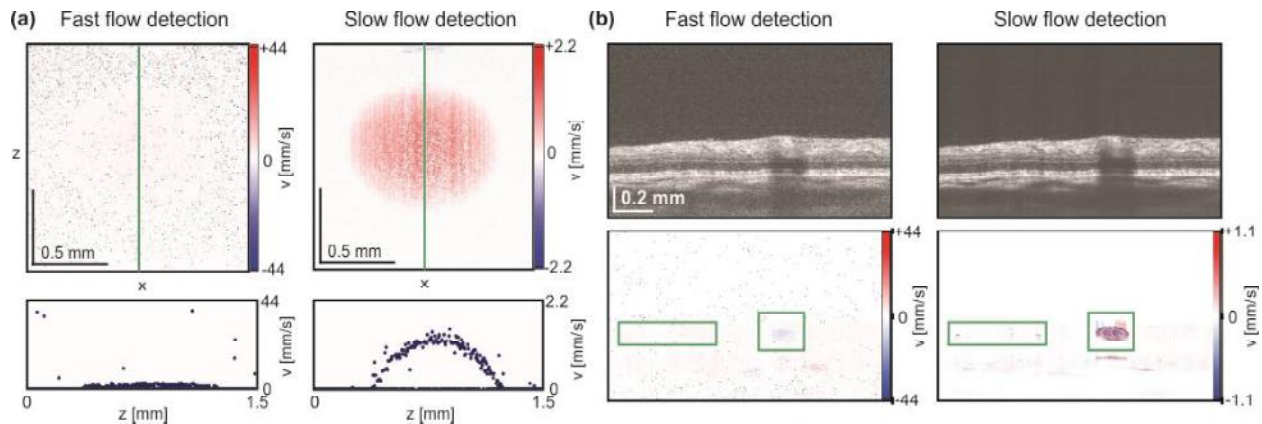 (a) Fast flow detection Slow flow detection (b) Fast flow detection Slow flow detection
+44 +2.2
z v [mm/s] 0 v [mm/s] 0
0.2 mm
0.5 mm 0.5 mm
-44 -2.2
x x
+44 +1.1
44 2.2
v [mm/s] v [mm/s] v [mm/s] 0 v [mm/s] 0
0 0
0 1.5 0 1.5
z [mm] z [mm]
-44 -1.1